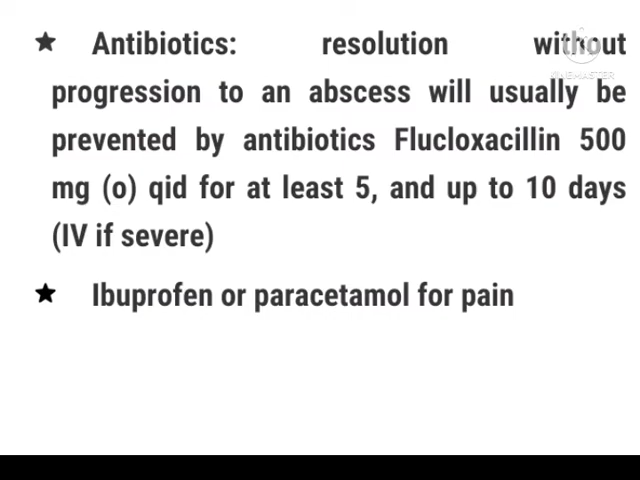 ★ Antibiotics: resolution without
progression to an abscess will usually be
prevented by antibiotics Flucloxacillin 500
mg (o) qid for at least 5, and up to 10 days
(IV if severe)
★ Ibuprofen or paracetamol for pain
KINEMASTER